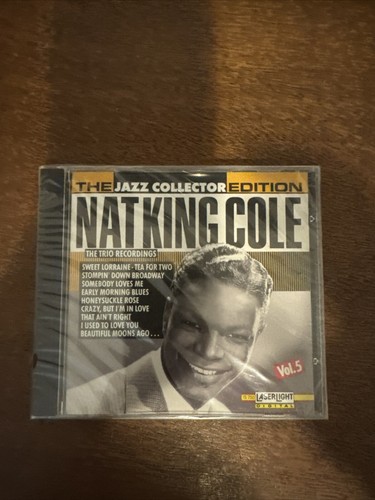 THE JAZZ COLLECTOR EDITION
NAT KING COLE
THE TRIO RECORDINGS
SWEET LORRAINE - TEA FOR TWO
STOMPIN' DOWN BROADWAY
SOMEBODY LOVES ME
EARLY MORNING BLUES
HONEYSUCKLE ROSE
CRAZY, BUT I'M IN LOVE
THAT AIN'T RIGHT
I USED TO LOVE YOU
BEAUTIFUL MOONS AGO...
Vol.5
LASERLIGHT
DIGITAL